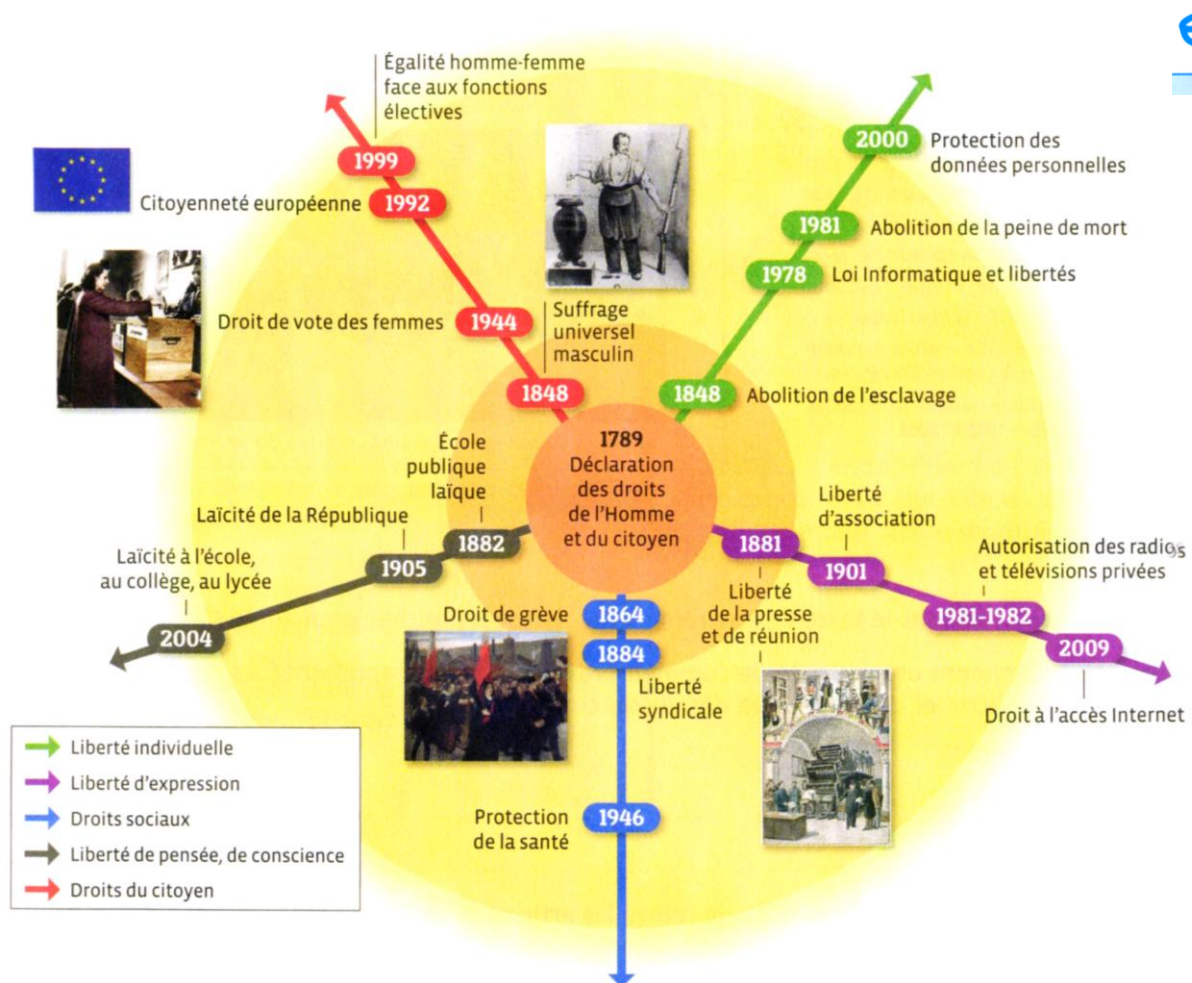 Égalité homme-femme
face aux fonctions
électives
1999
Citoyenneté européenne
1992
Droit de vote des femmes
1944
Suffrage
universel
masculin
1848
2000
Protection des
données personnelles
1981
Abolition de la peine de mort
1978
Loi Informatique et libertés
1848
Abolition de l'esclavage
1789
Déclaration
des droits
de l'Homme
et du citoyen
École
publique
laïque
1882
Laïcité de la République
1905
Laïcité à l'école,
au collège, au lycée
2004
1881
Liberté
de la presse
et de réunion
Liberté
d'association
1901
Autorisation des radios
et télévisions privées
1981-1982
2009
Droit à l'accès Internet
Droit de grève
1864
1884
Liberté
syndicale
Protection
de la santé
1946
Liberté individuelle
Liberté d'expression
Droits sociaux
Liberté de pensée, de conscience
Droits du citoyen